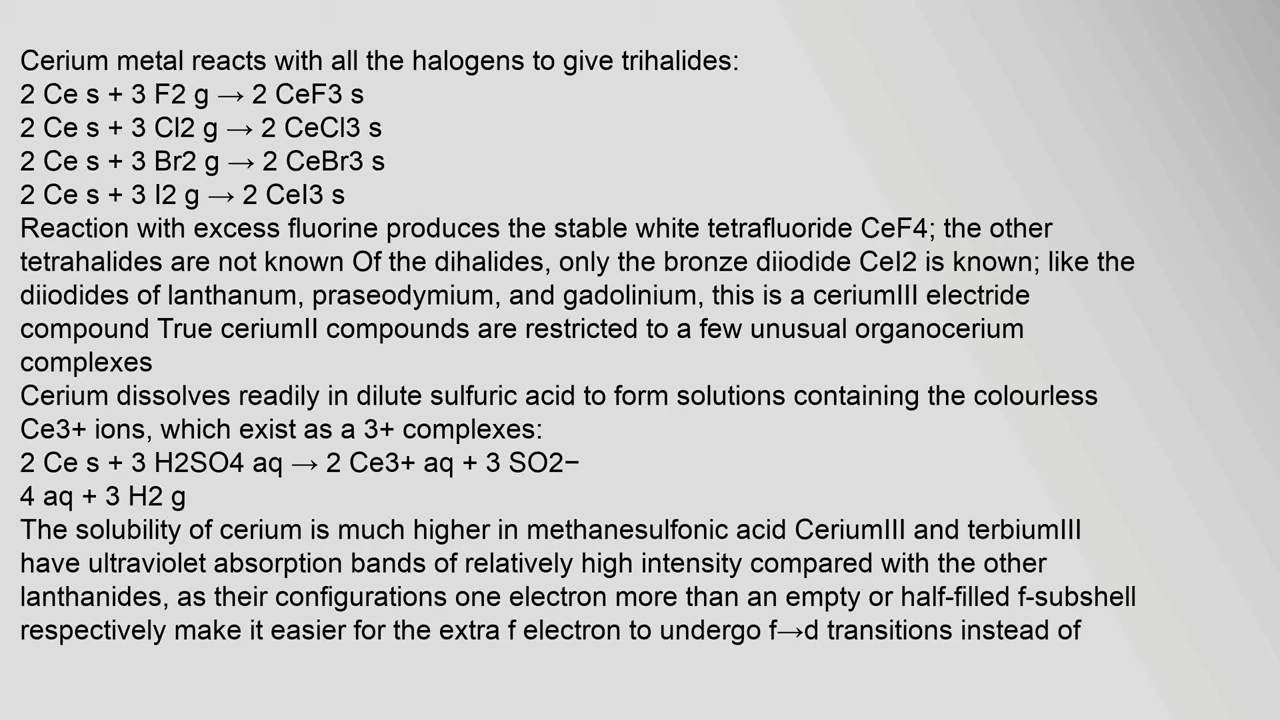 Cerium metal reacts with all the halogens to give trihalides:
2 Ce s + 3 F2 g → 2 CeF3 s
2 Ce s + 3 Cl2 g → 2 CeCl3 s
2 Ce s + 3 Br2 g → 2 CeBr3 s
2 Ce s + 3 I2 g → 2 CeI3 s
Reaction with excess fluorine produces the stable white tetrafluoride CeF4; the other
tetrahalides are not known Of the dihalides, only the bronze diiodide CeI2 is known; like the
diiodides of lanthanum, praseodymium, and gadolinium, this is a ceriumIII electride
compound True ceriumII compounds are restricted to a few unusual organocerium
complexes
Cerium dissolves readily in dilute sulfuric acid to form solutions containing the colourless
Ce3+ ions, which exist as a 3+ complexes:
2 Ce s + 3 H2SO4 aq → 2 Ce3+ aq + 3 SO2−
4 aq + 3 H2 g
The solubility of cerium is much higher in methanesulfonic acid CeriumIII and terbiumIII
have ultraviolet absorption bands of relatively high intensity compared with the other
lanthanides, as their configurations one electron more than an empty or half-filled f-subshell
respectively make it easier for the extra f electron to undergo f→d transitions instead of